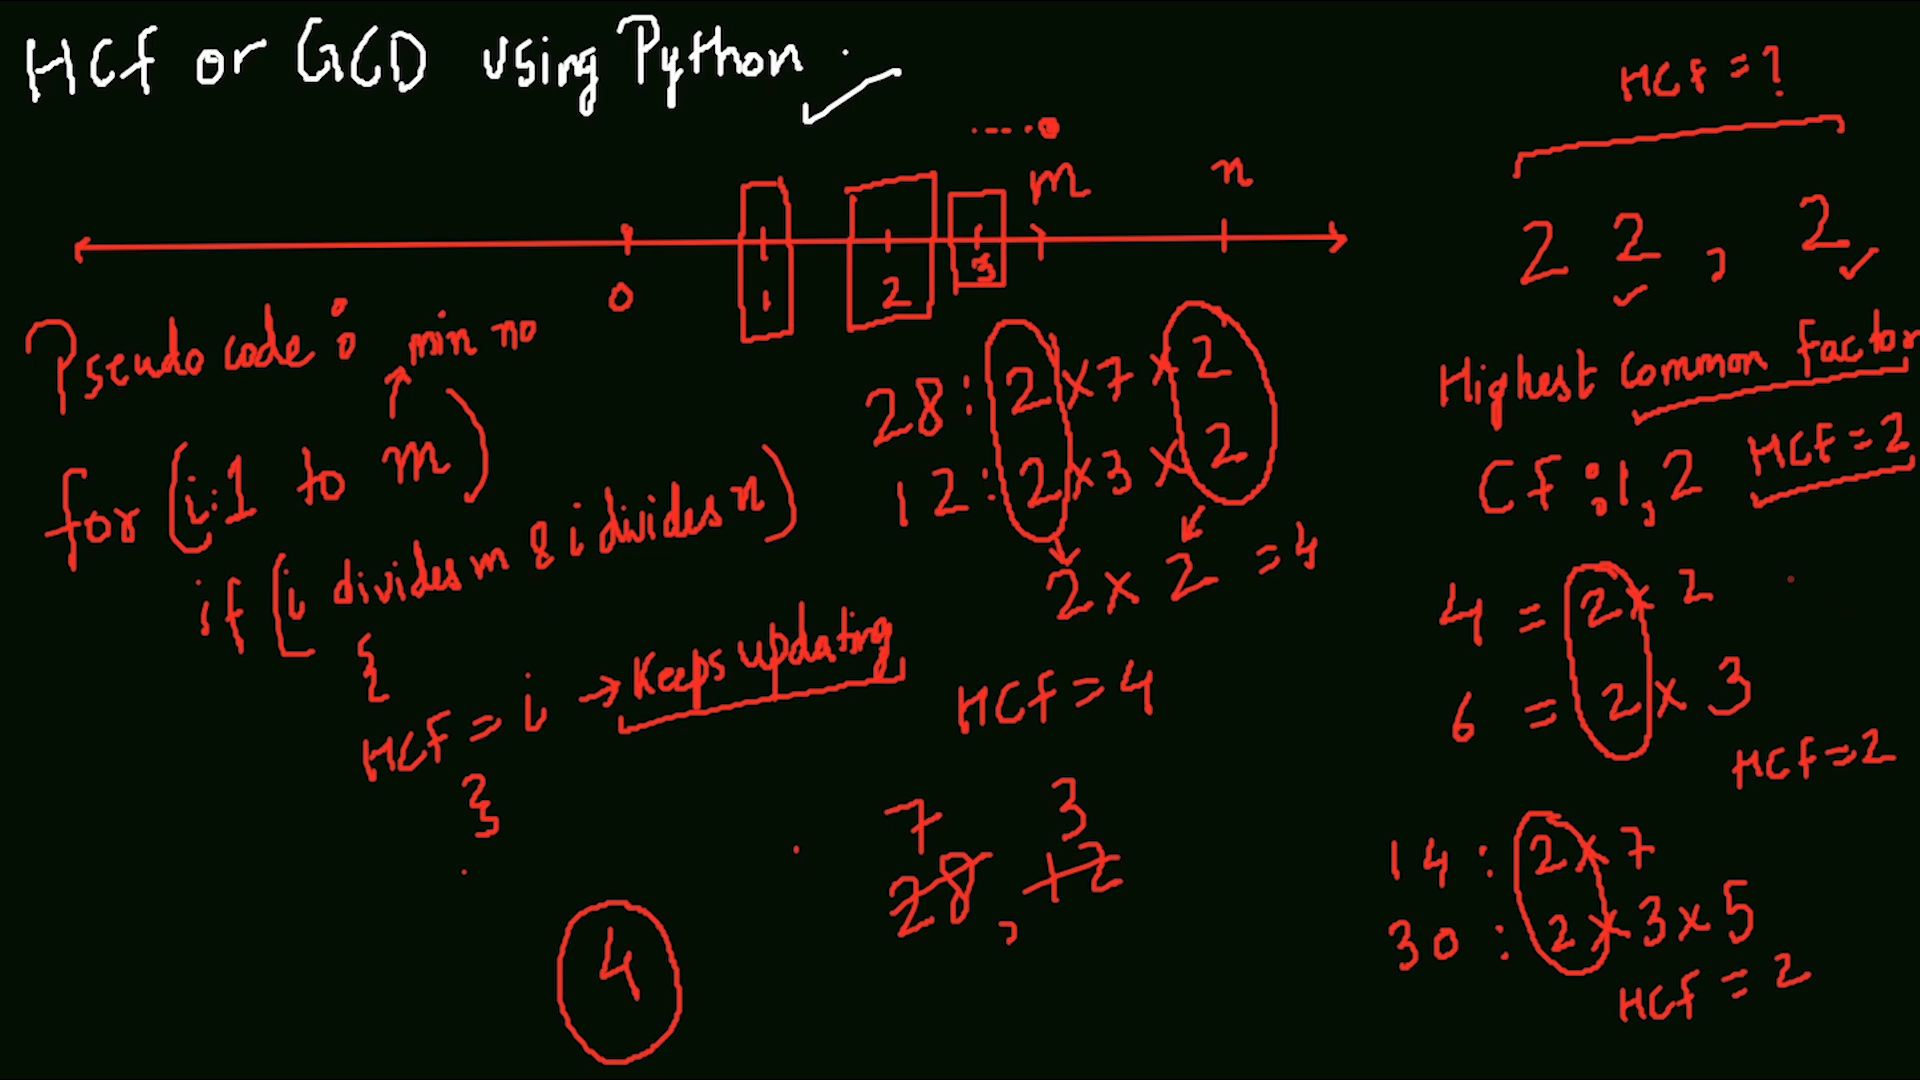 HCf or GCD using Python
m n
0 1 2 3
Pseudo code : min no
for (i:1 to m)
if (i divides m & i divides n)
{
HCf = i → Keeps updating
}
28 : 2 x 7 x 2
12 : 2 x 3 x 2
2 x 2 = 4
HCf = 4
7 3
28 , 12
4
HCf = ?
2 2 , 2
Highest Common factor
Cf : 1, 2 HCf = 2
4 = 2 x 2
6 = 2 x 3
HCf = 2
14 : 2 x 7
30 : 2 x 3 x 5
HCf = 2